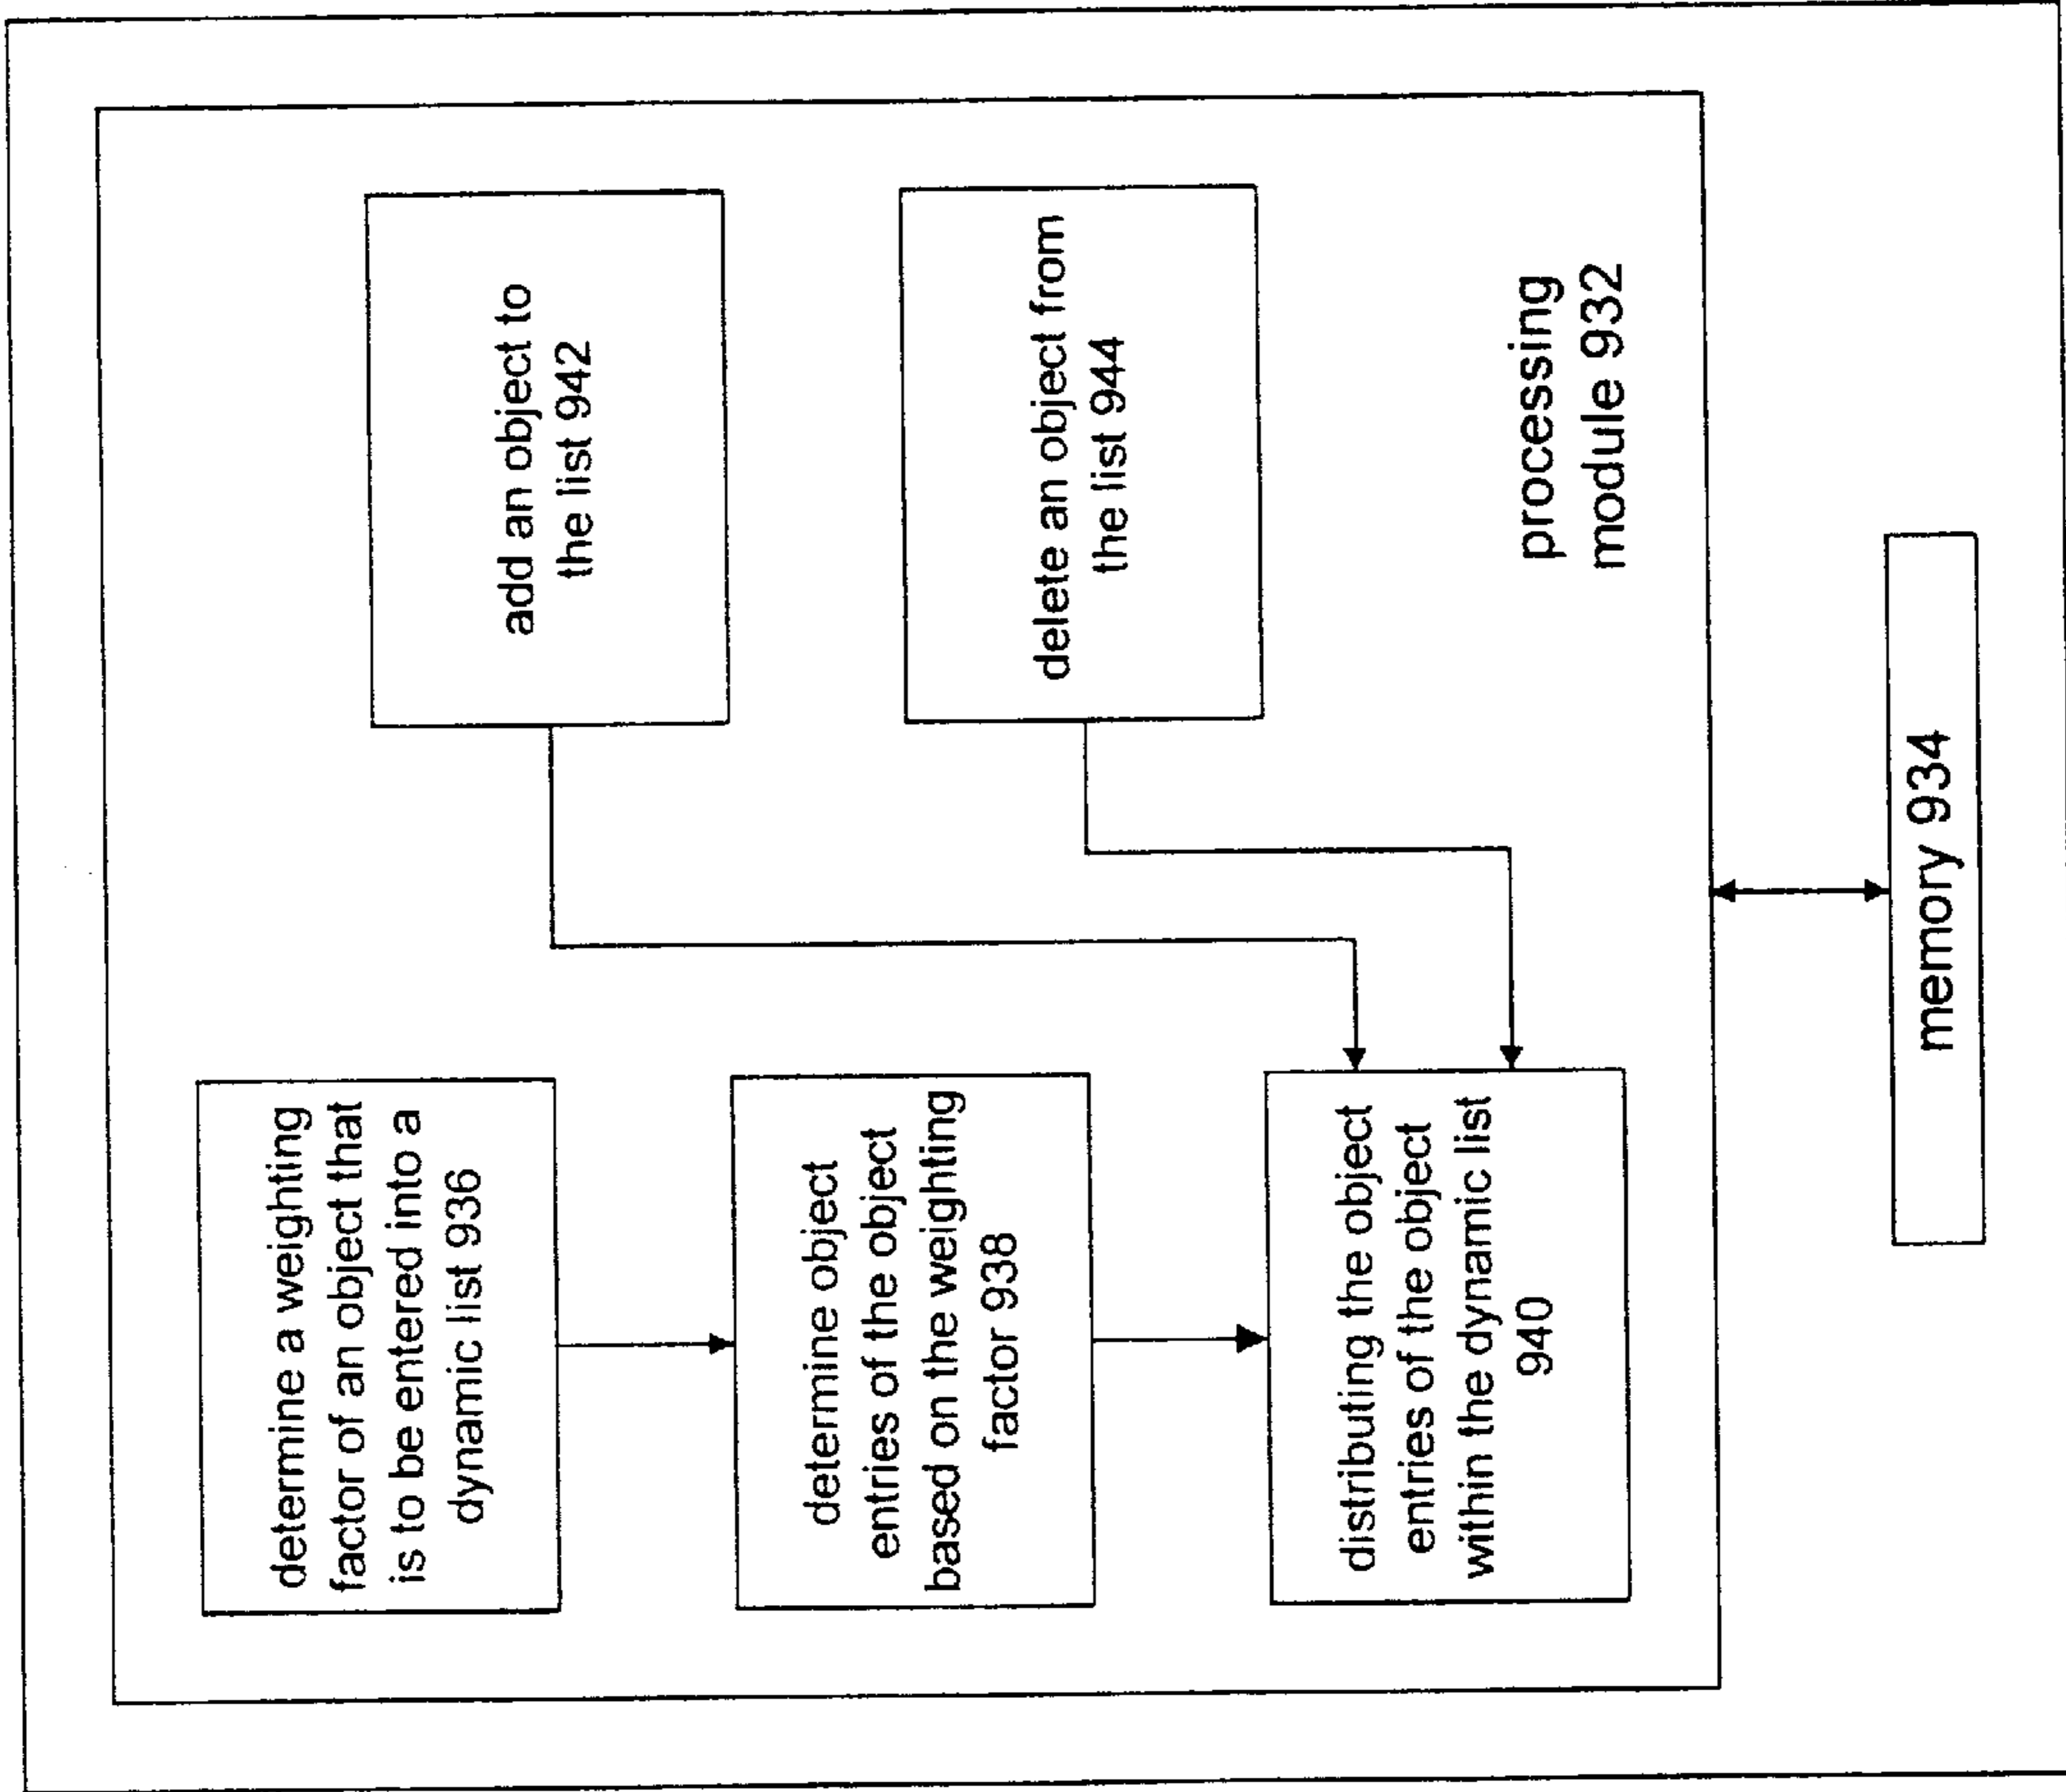 determine a weighting
factor of an object that
is to be entered into a
dynamic list 936
determine object
entries of the object
based on the weighting
factor 938
distributing the object
entries of the object
within the dynamic list
940
add an object to
the list 942
delete an object from
the list 944
processing
module 932
memory 934